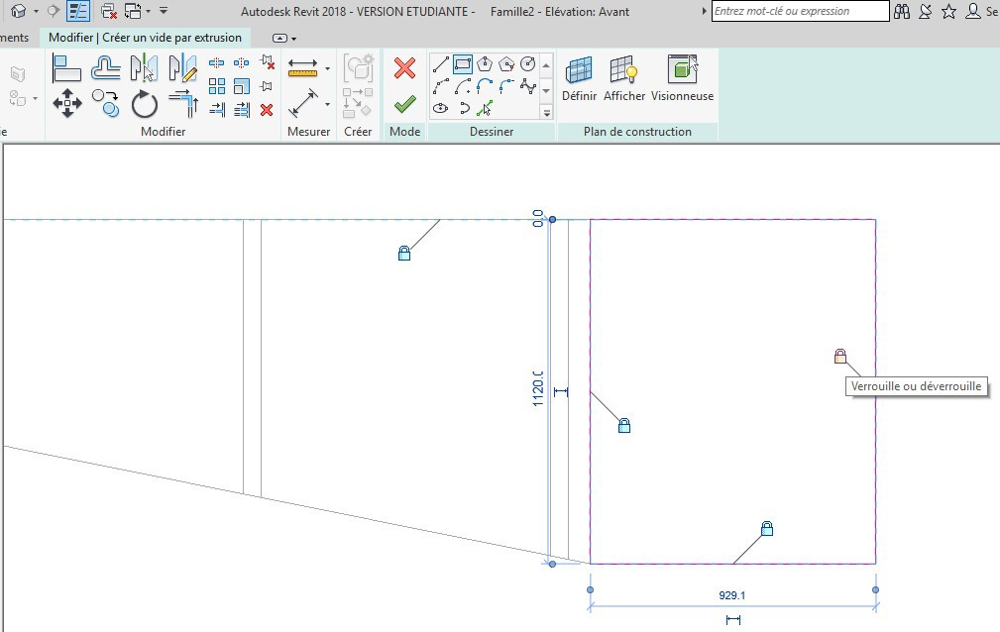 Autodesk Revit 2018 - VERSION ETUDIANTE - Famille2 - Elévation: Avant
Entrez mot-clé ou expression
Se
ments
Modifier | Créer un vide par extrusion
Définir
Afficher
Visionneuse
ie
Modifier
Mesurer
Créer
Mode
Dessiner
Plan de construction
0.0
1120.0
Verrouille ou déverrouille
929.1